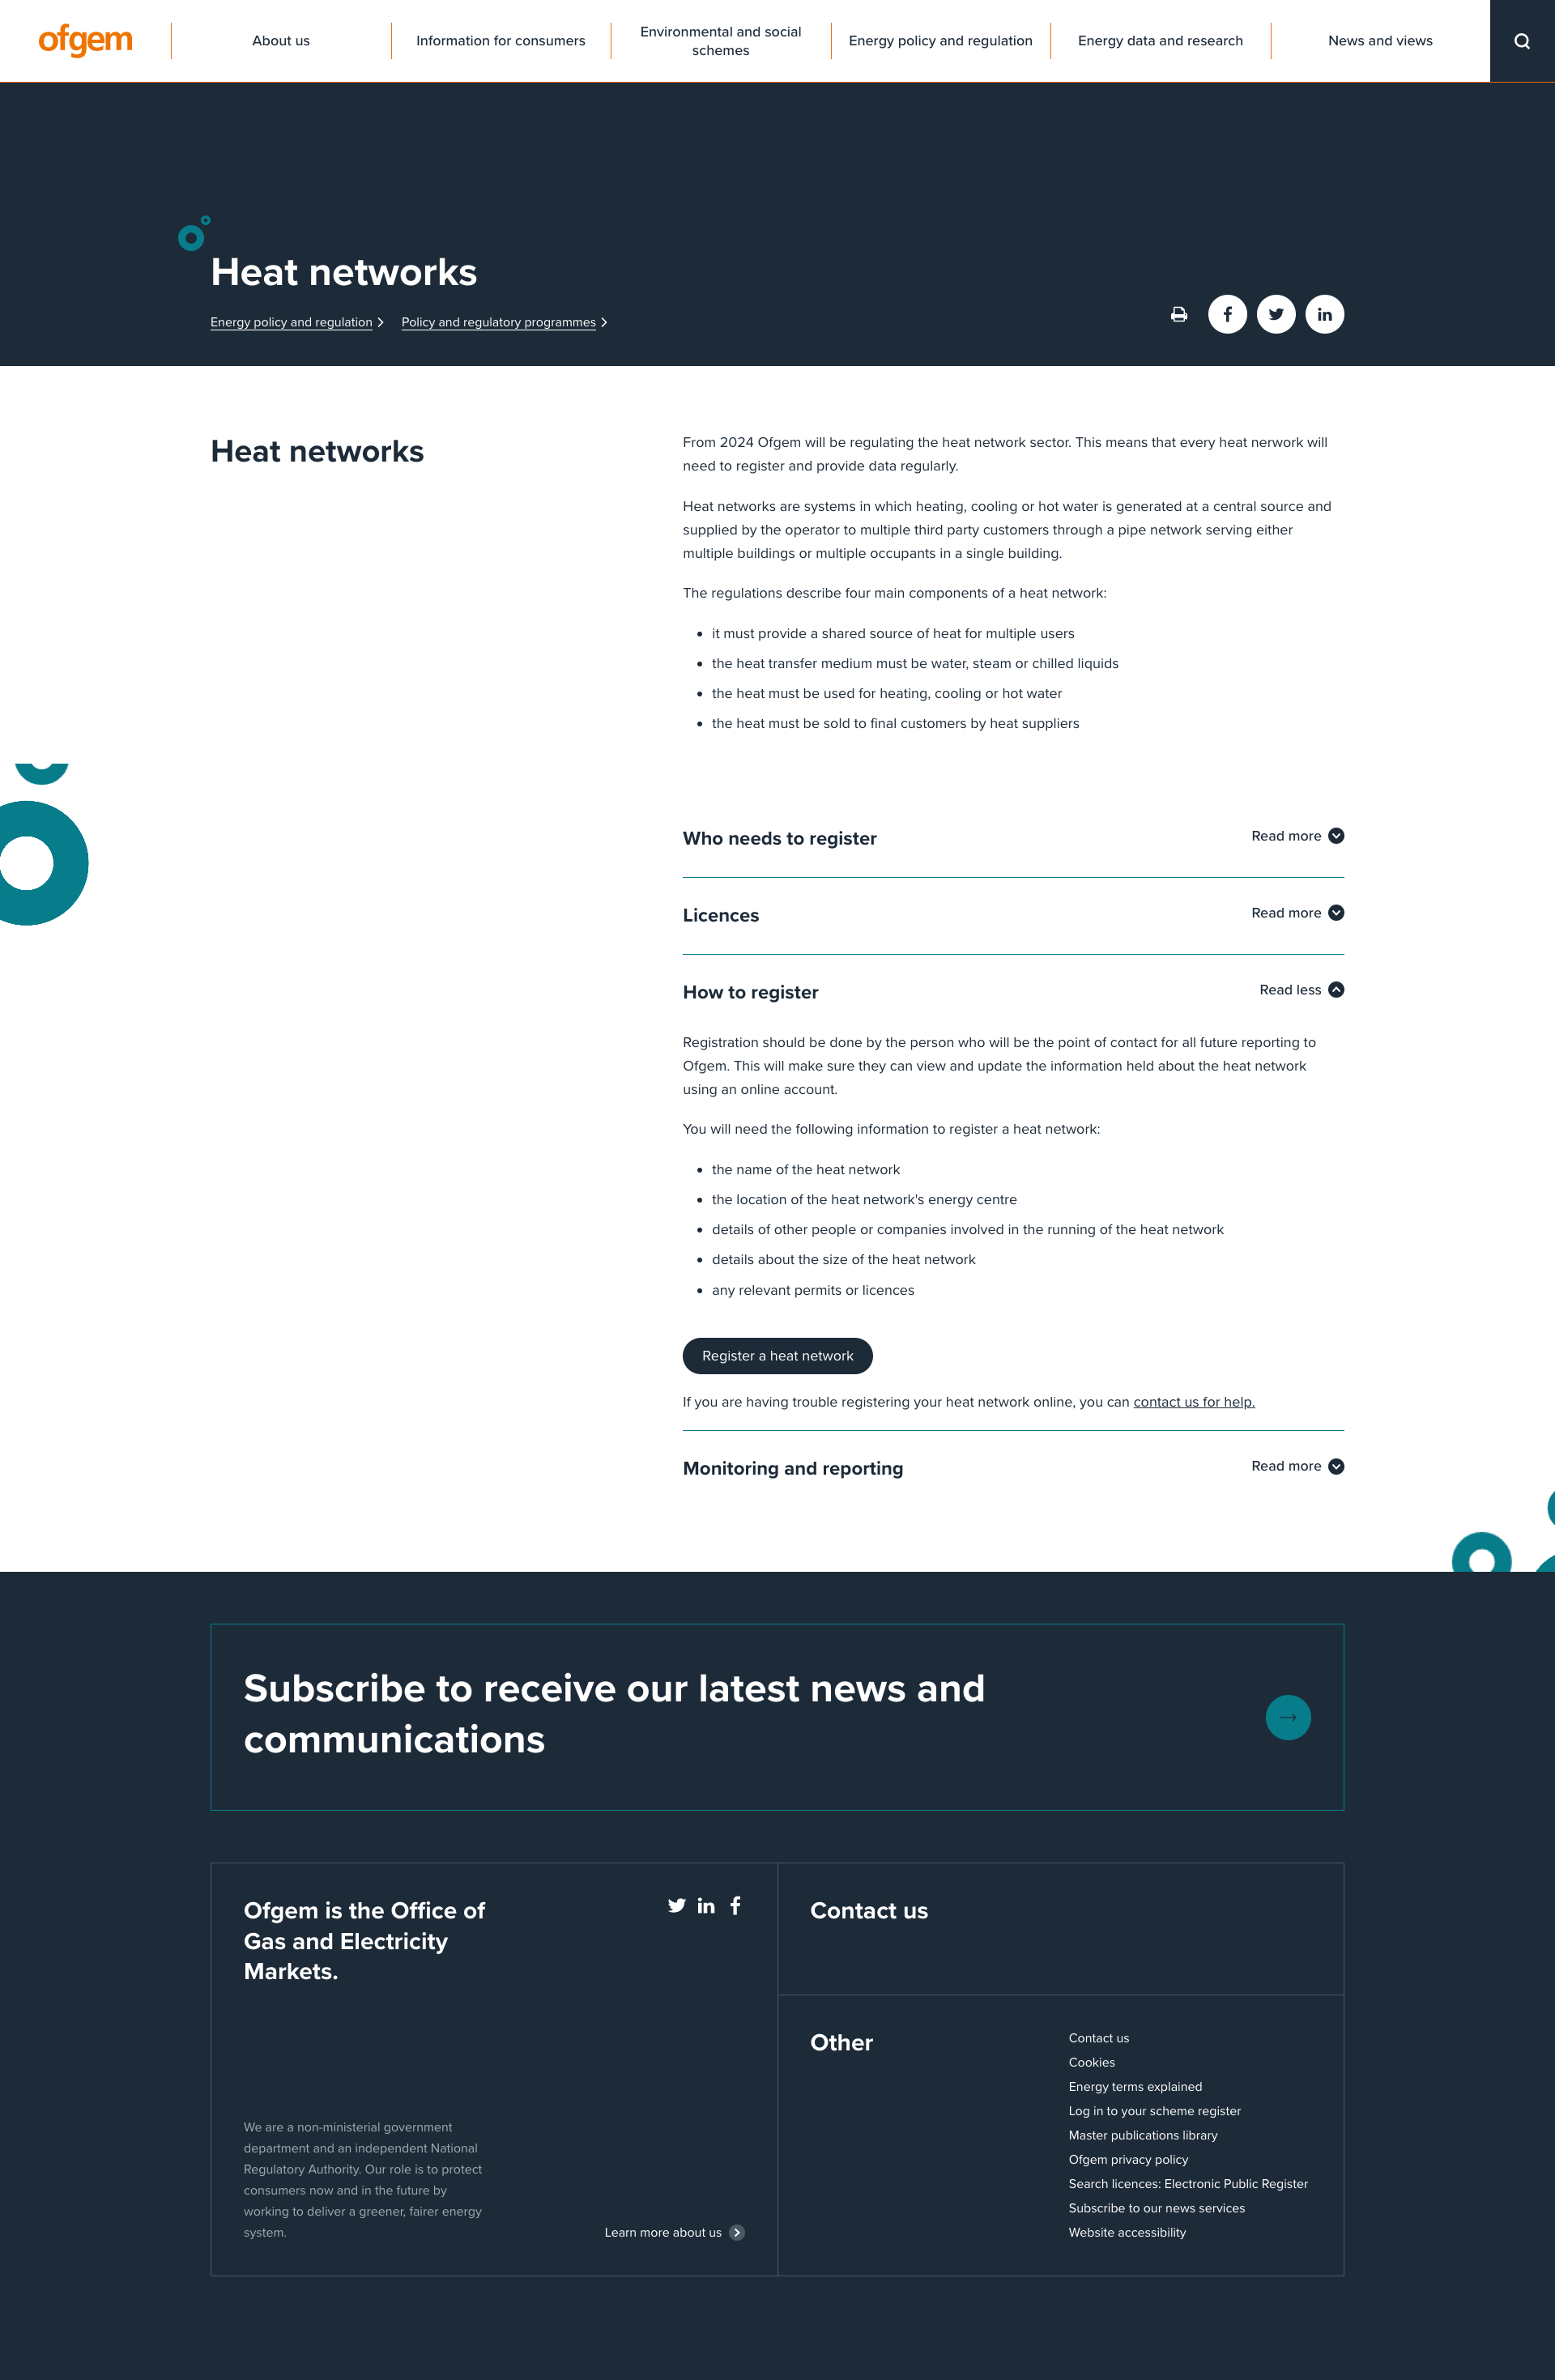 ofgem
About us
Information for consumers
Environmental and social
schemes
Energy policy and regulation
Energy data and research
News and views
Heat networks
Energy policy and regulation
Policy and regulatory programmes
Heat networks
From 2024 Ofgem will be regulating the heat network sector. This means that every heat nerwork will
need to register and provide data regularly.
Heat networks are systems in which heating, cooling or hot water is generated at a central source and
supplied by the operator to multiple third party customers through a pipe network serving either
multiple buildings or multiple occupants in a single building.
The regulations describe four main components of a heat network:
• it must provide a shared source of heat for multiple users
• the heat transfer medium must be water, steam or chilled liquids
• the heat must be used for heating, cooling or hot water
• the heat must be sold to final customers by heat suppliers
Who needs to register
Read more
Licences
Read more
How to register
Read less
Registration should be done by the person who will be the point of contact for all future reporting to
Ofgem. This will make sure they can view and update the information held about the heat network
using an online account.
You will need the following information to register a heat network:
• the name of the heat network
• the location of the heat network's energy centre
• details of other people or companies involved in the running of the heat network
• details about the size of the heat network
• any relevant permits or licences
Register a heat network
If you are having trouble registering your heat network online, you can contact us for help.
Monitoring and reporting
Read more
Subscribe to receive our latest news and
communications
Ofgem is the Office of
Gas and Electricity
Markets.
We are a non-ministerial government
department and an independent National
Regulatory Authority. Our role is to protect
consumers now and in the future by
working to deliver a greener, fairer energy
system.
Learn more about us
Contact us
Other
Contact us
Cookies
Energy terms explained
Log in to your scheme register
Master publications library
Ofgem privacy policy
Search licences: Electronic Public Register
Subscribe to our news services
Website accessibility